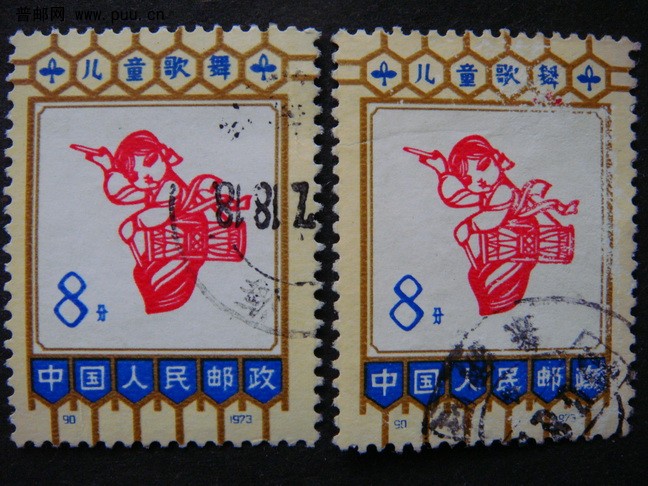 普邮网 www.puu.cn
儿童歌舞
8分
中国人民邮政
90 1973
儿童歌舞
8分
中国人民邮政
90 1973